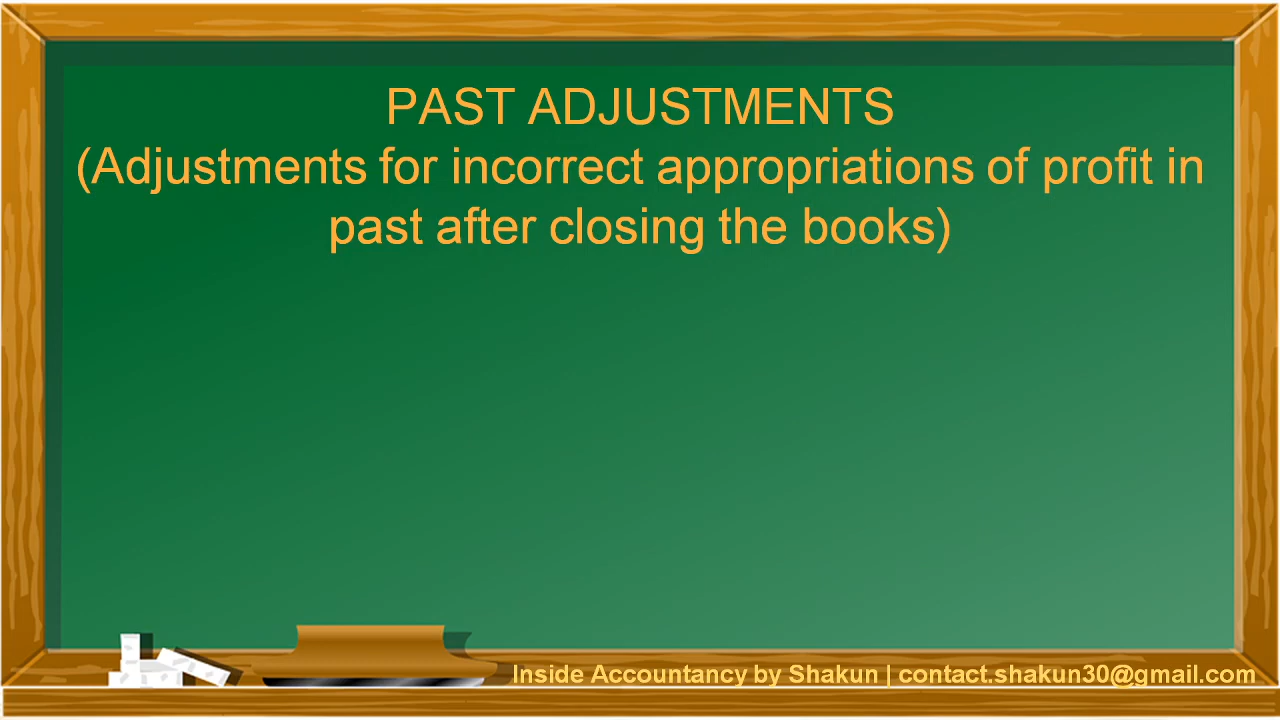 PAST ADJUSTMENTS
(Adjustments for incorrect appropriations of profit in
past after closing the books)
Inside Accountancy by Shakun | contact.shakun30@gmail.com